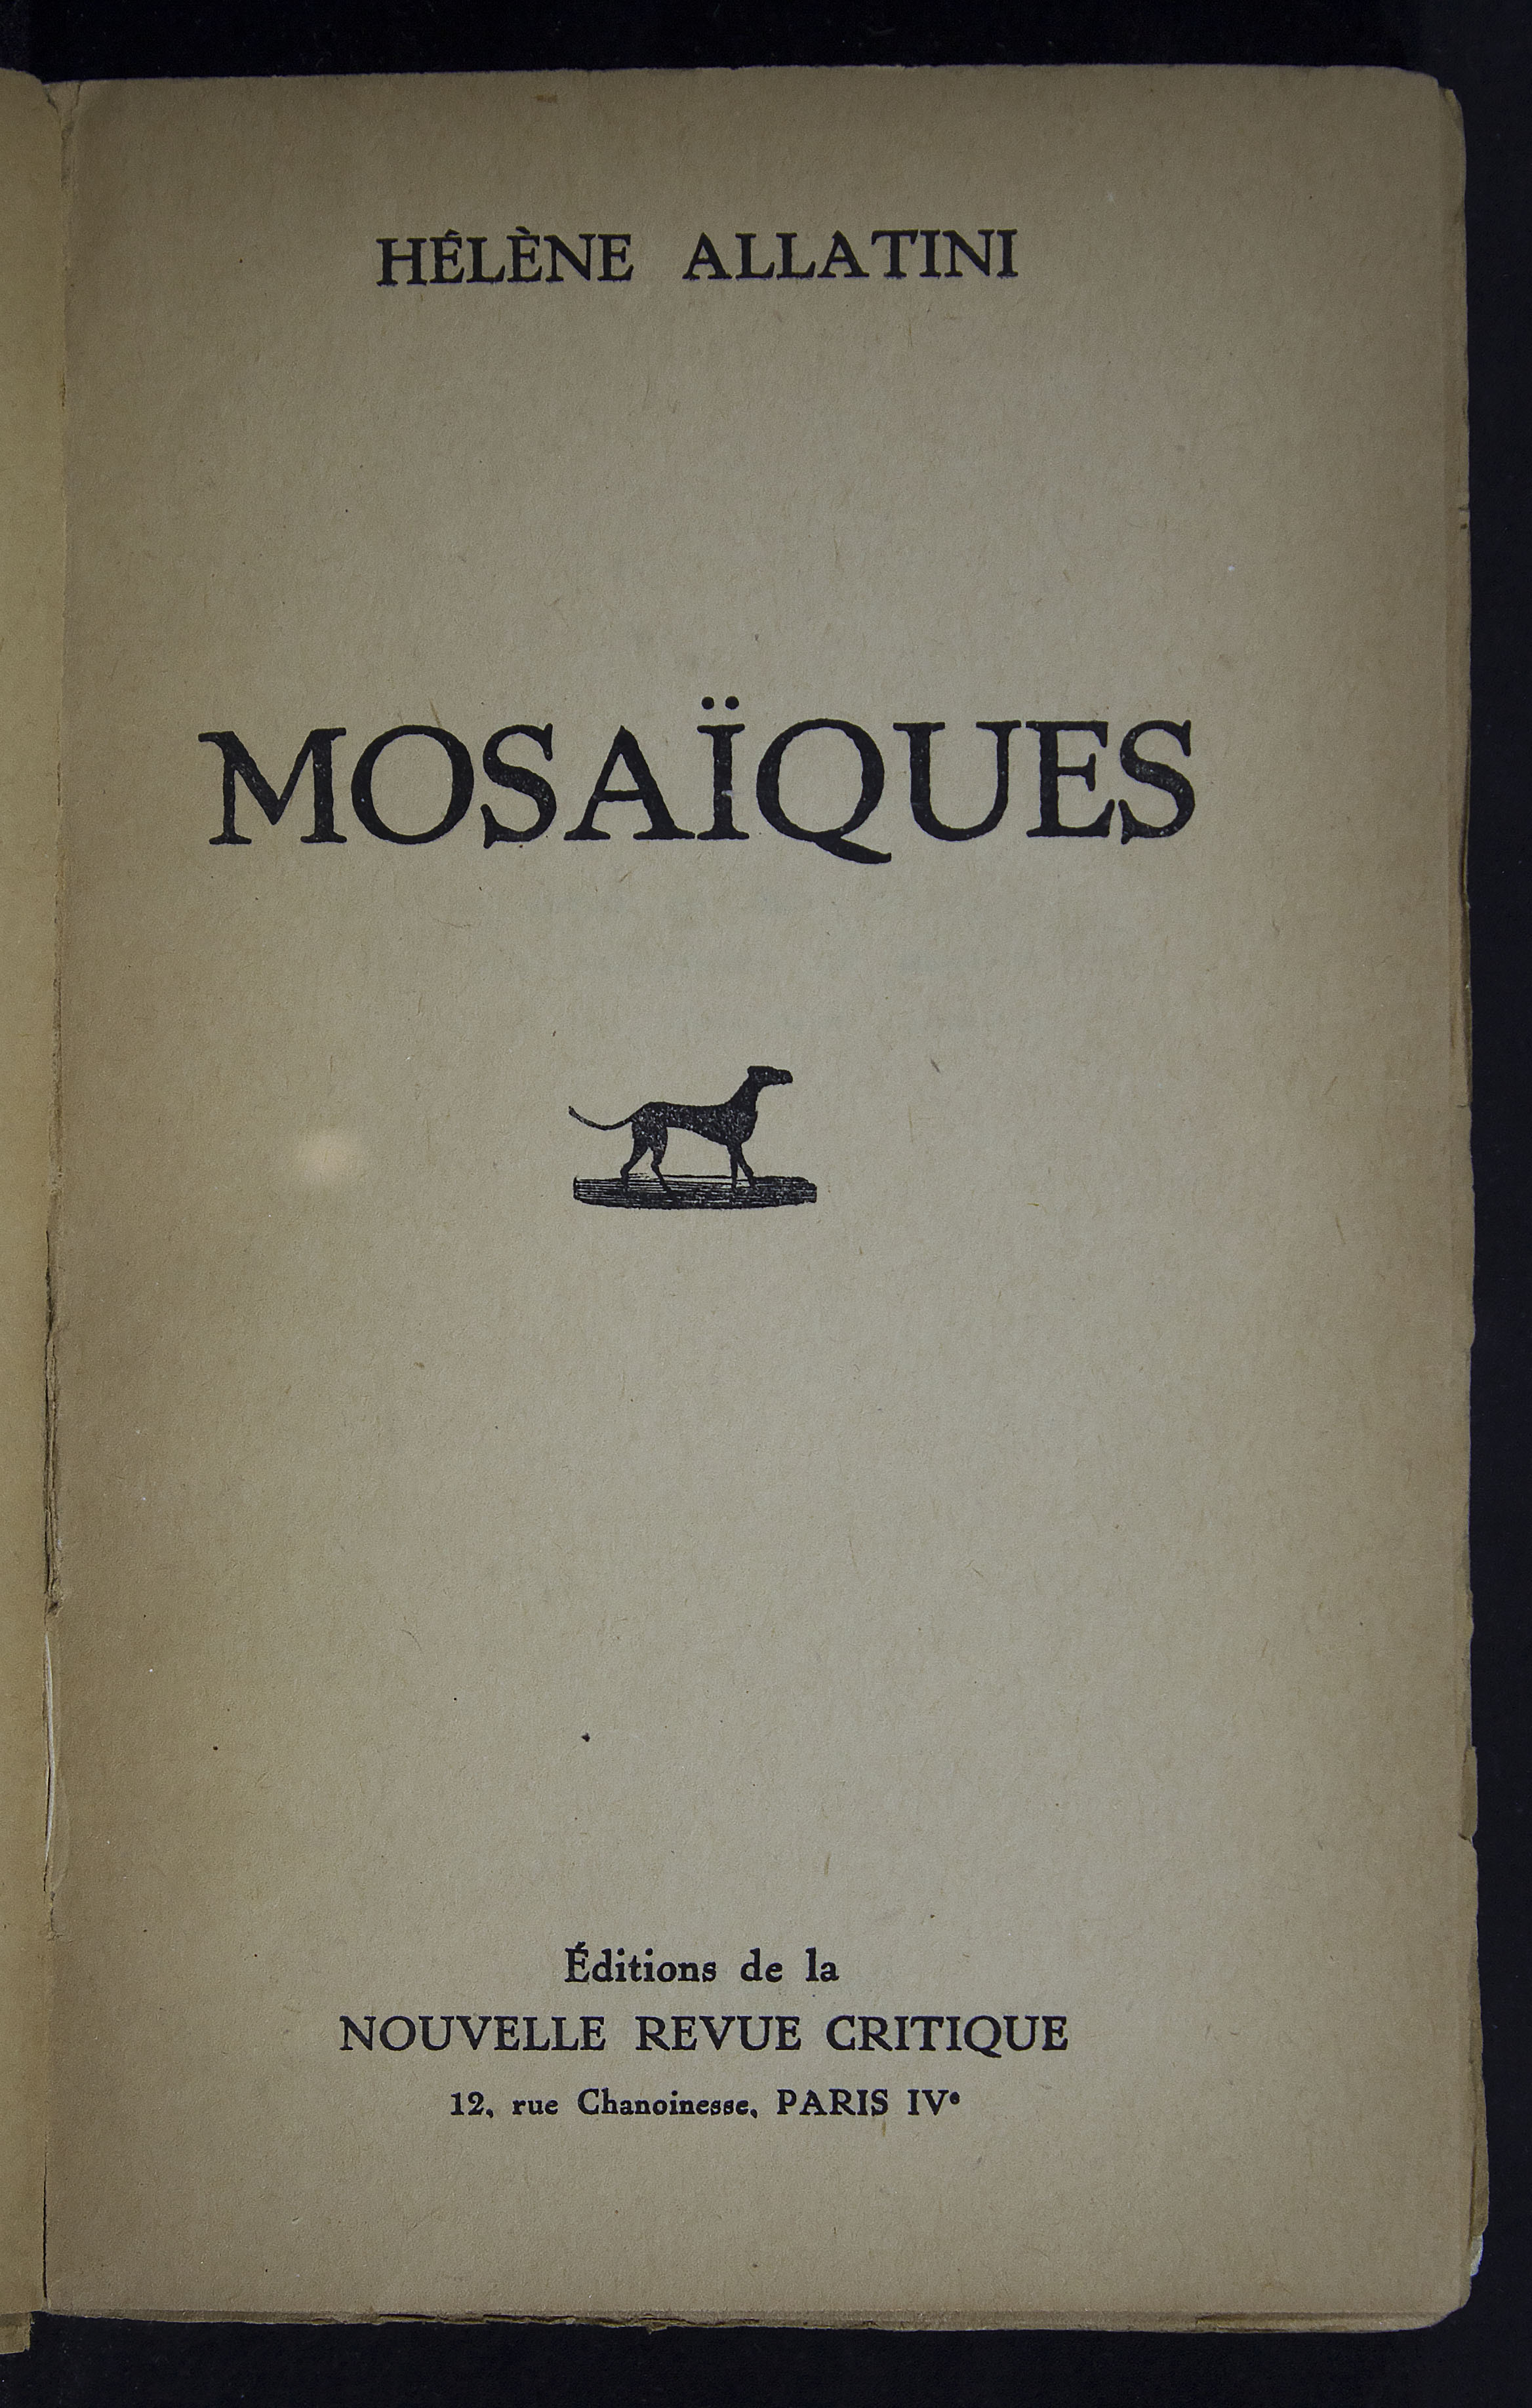 HÉLÈNE ALLATINI
MOSAÏQUES
Éditions de la
NOUVELLE REVUE CRITIQUE
12, rue Chanoinesse, PARIS IVᵉ